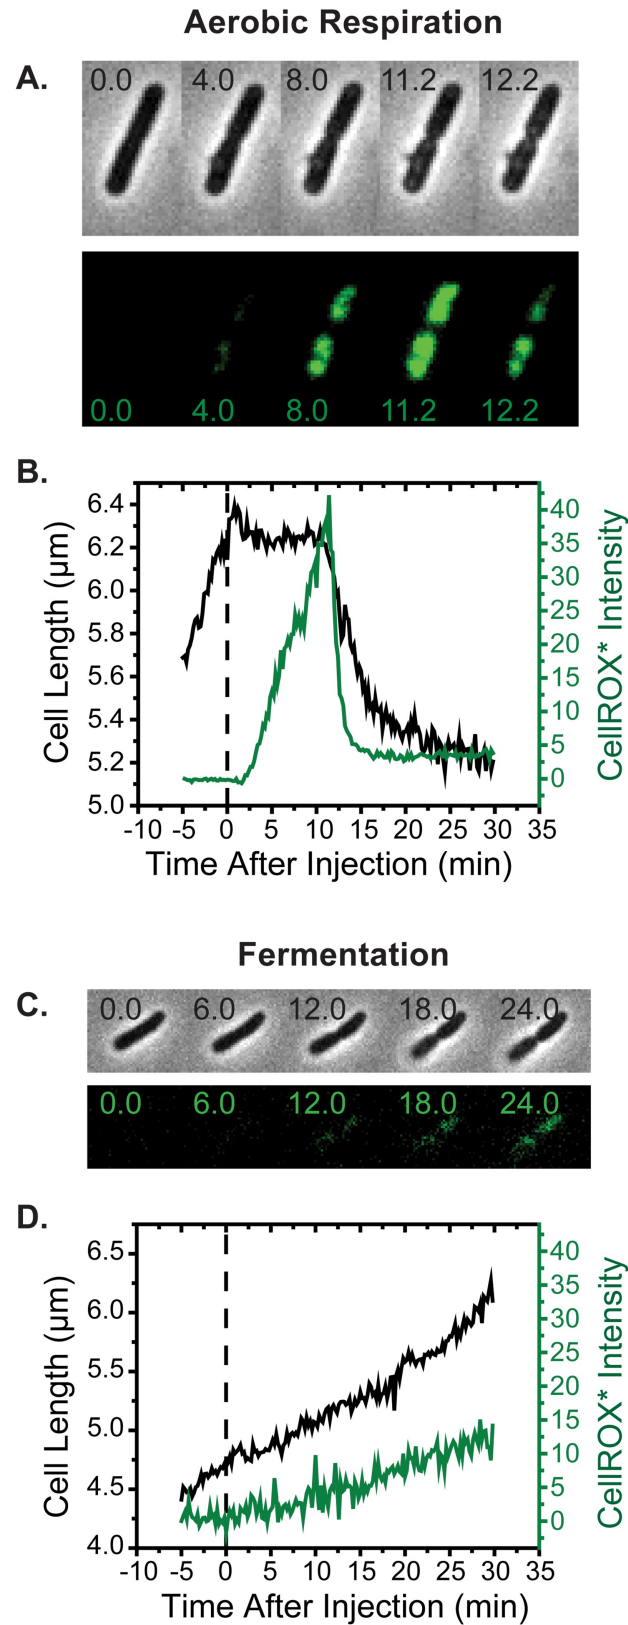 Aerobic Respiration
A.
0.0 4.0 8.0 11.2 12.2
0.0 4.0 8.0 11.2 12.2
B.
6.4
6.2
6.0
5.8
5.6
5.4
5.2
5.0
Cell Length (μm)
40
35
30
25
20
15
10
5
0
CellROX* Intensity
-10 -5 0 5 10 15 20 25 30 35
Time After Injection (min)
Fermentation
C.
0.0 6.0 12.0 18.0 24.0
0.0 6.0 12.0 18.0 24.0
D.
6.5
6.0
5.5
5.0
4.5
4.0
Cell Length (μm)
40
35
30
25
20
15
10
5
0
CellROX* Intensity
-10 -5 0 5 10 15 20 25 30 35
Time After Injection (min)